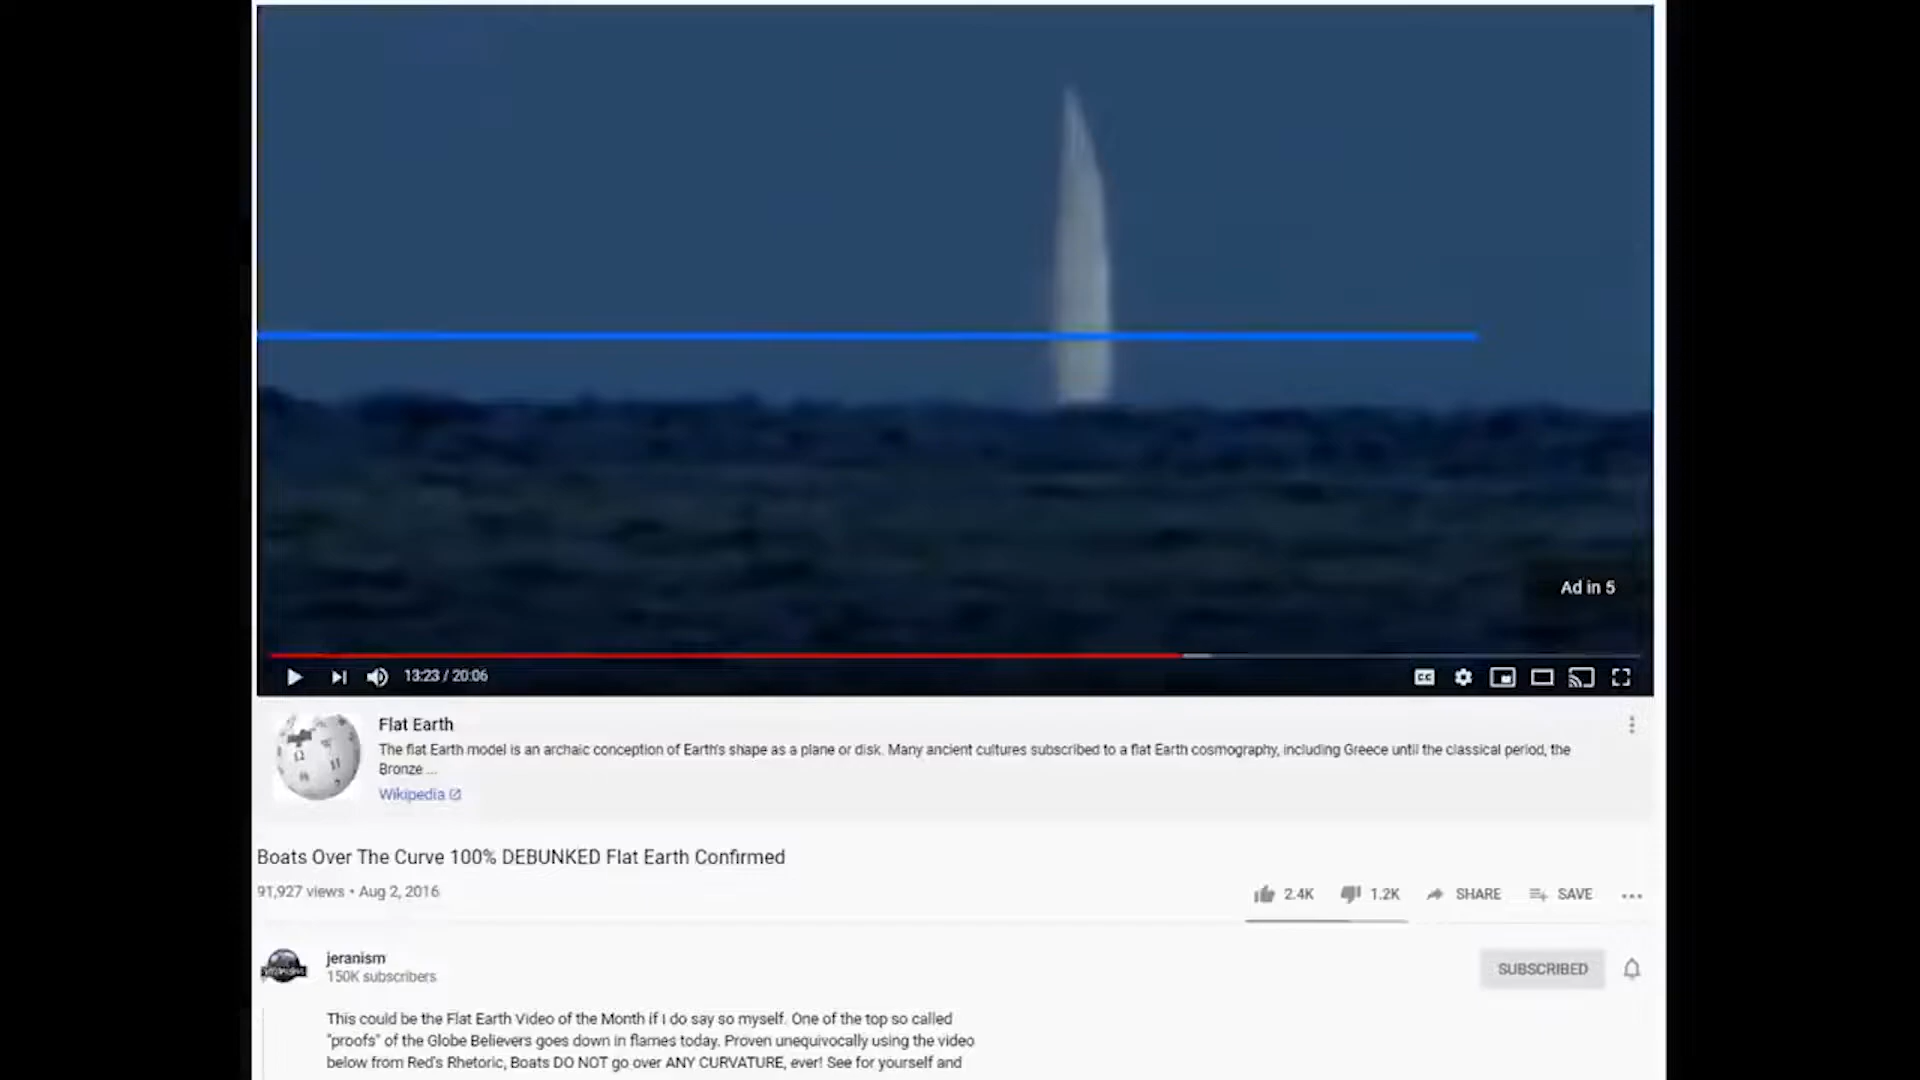 Ad in 5
13:23 / 20:06
CC
Flat Earth
The flat Earth model is an archaic conception of Earth's shape as a plane or disk. Many ancient cultures subscribed to a flat Earth cosmography, including Greece until the classical period, the
Bronze ...
Wikipedia
Boats Over The Curve 100% DEBUNKED Flat Earth Confirmed
91,927 views • Aug 2, 2016
2.4K 1.2K SHARE SAVE
jeranism
150K subscribers
SUBSCRIBED
This could be the Flat Earth Video of the Month if I do say so myself. One of the top so called
"proofs" of the Globe Believers goes down in flames today. Proven unequivocally using the video
below from Red's Rhetoric, Boats DO NOT go over ANY CURVATURE, ever! See for yourself and